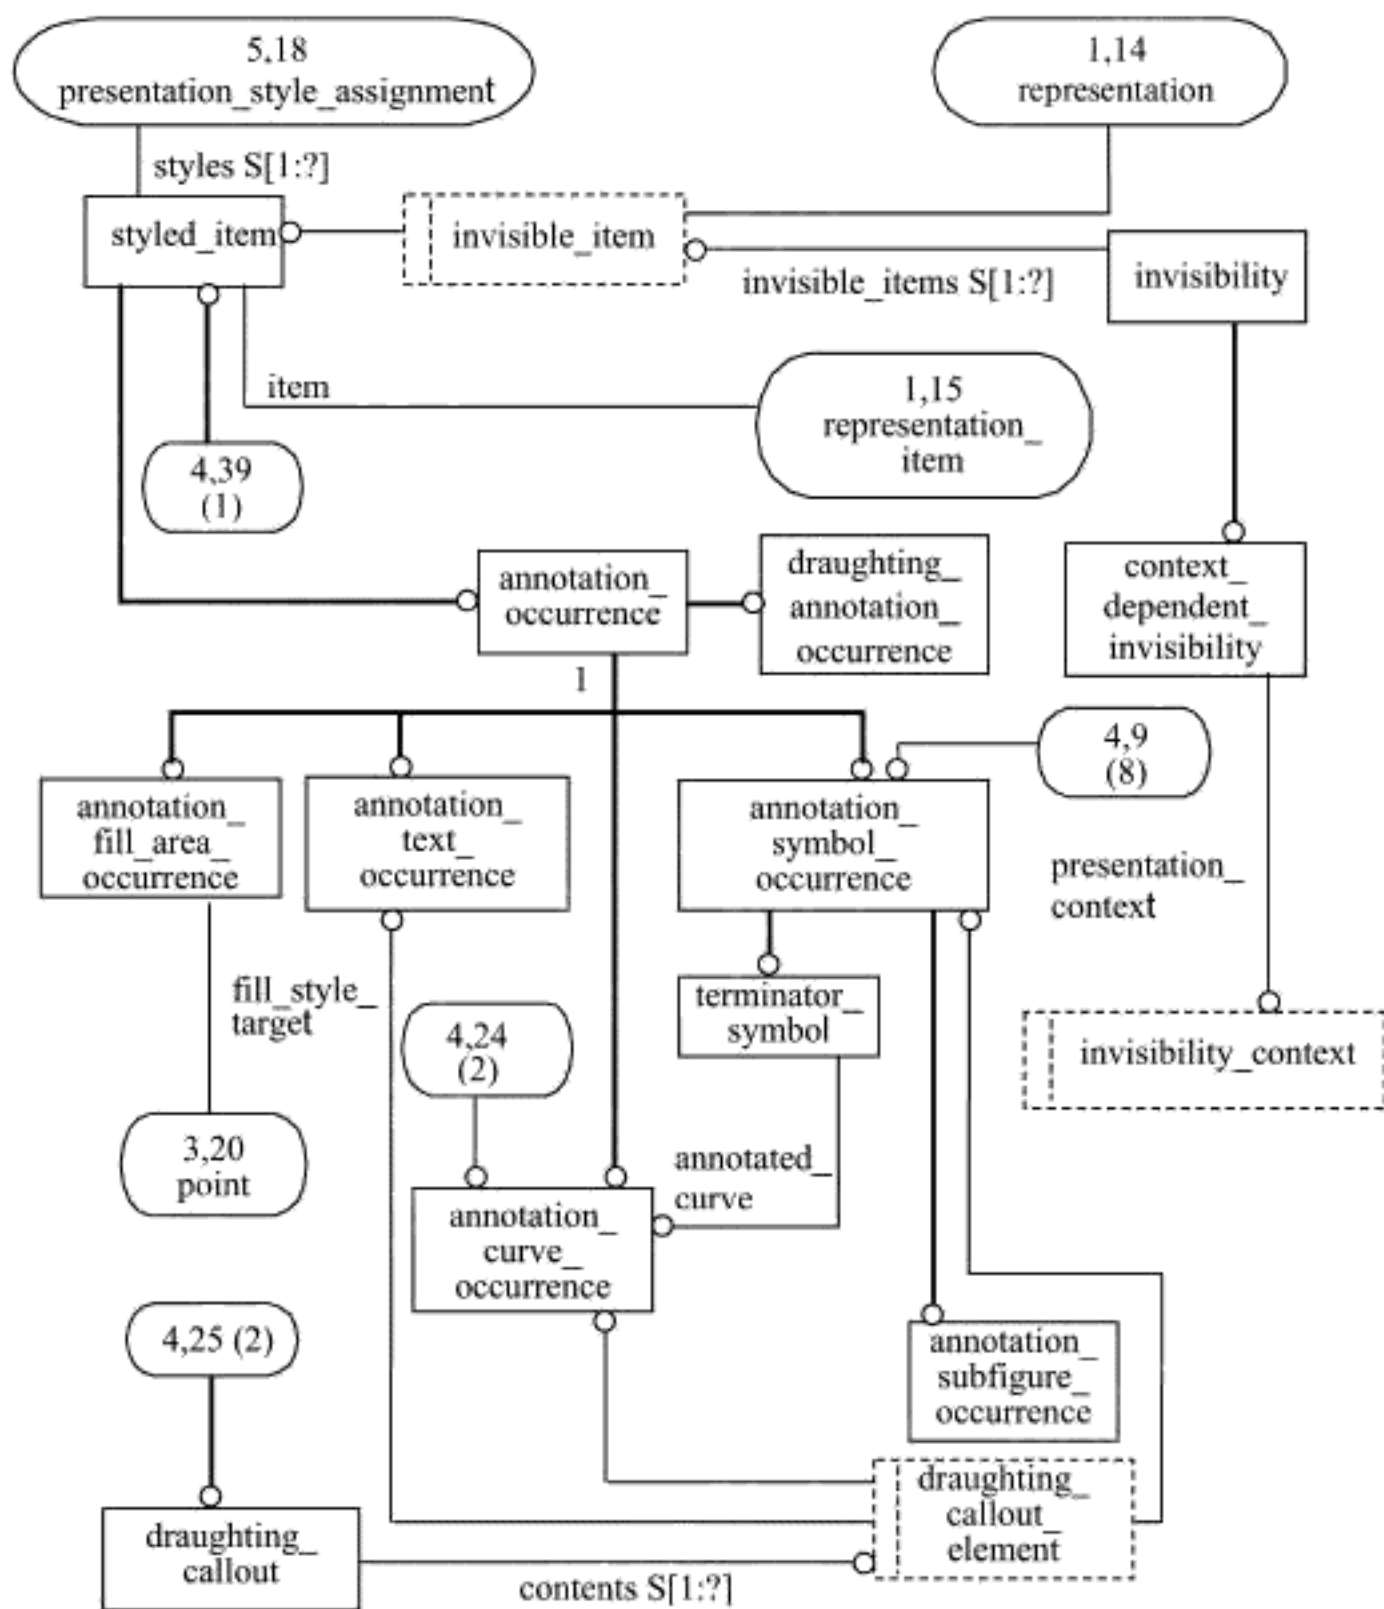 5,18
presentation_style_assignment
1,14
representation
styles S[1:?]
styled_item
invisible_item
invisible_items S[1:?]
invisibility
item
1,15
representation_
item
4,39
(1)
annotation_
occurrence
draughting_
annotation_
occurrence
context_
dependent_
invisibility
1
4,9
(8)
annotation_
fill_area_
occurrence
annotation_
text_
occurrence
annotation_
symbol_
occurrence
presentation_
context
fill_style_
target
terminator_
symbol
4,24
(2)
invisibility_context
3,20
point
annotated_
curve
annotation_
curve_
occurrence
4,25 (2)
annotation_
subfigure_
occurrence
draughting_
callout_
element
draughting_
callout
contents S[1:?]